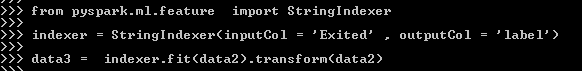 >>> from pyspark.ml.feature  import StringIndexer
>>>
>>> indexer = StringIndexer(inputCol = 'Exited' , outputCol = 'label')
>>>
>>> data3 =  indexer.fit(data2).transform(data2)
>>>